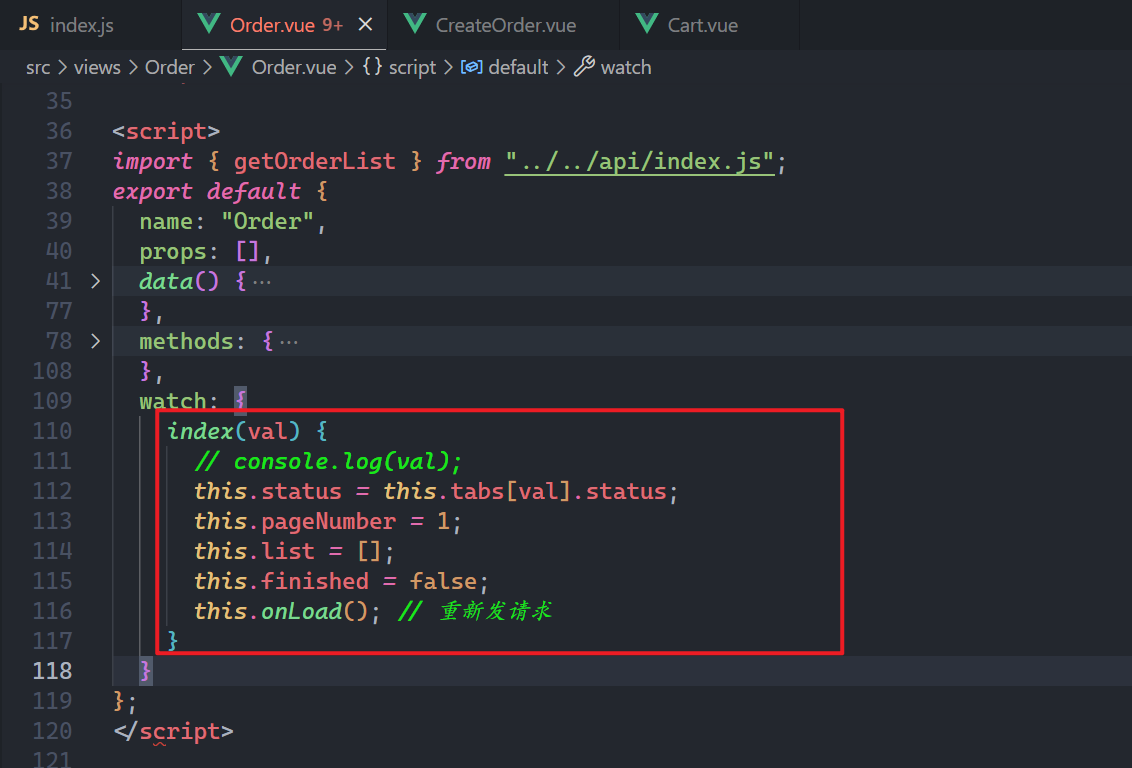 JS index.js
Order.vue 9+ ×
CreateOrder.vue
Cart.vue
src > views > Order > Order.vue > {} script > default > watch
35
36 <script>
37 import { getOrderList } from "../../api/index.js";
38 export default {
39 name: "Order",
40 props: [],
41 > data() { ···
77 },
78 > methods: { ···
108 },
109 watch: {
110 index(val) {
111 // console.log(val);
112 this.status = this.tabs[val].status;
113 this.pageNumber = 1;
114 this.list = [];
115 this.finished = false;
116 this.onLoad(); // 重新发请求
117 }
118 }
119 };
120 </script>
121